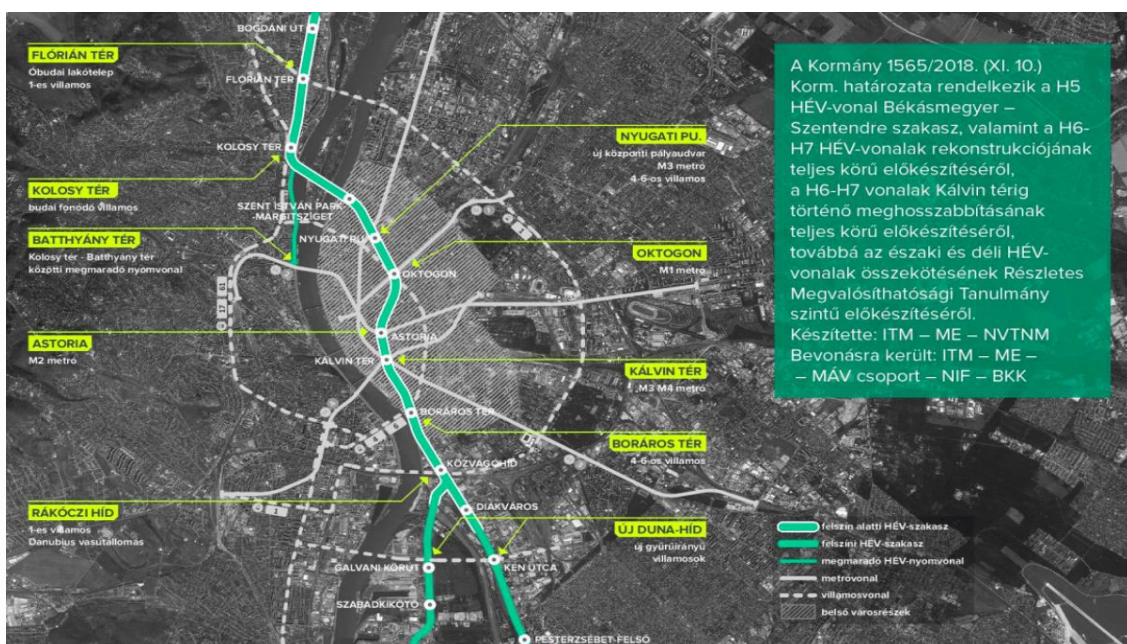 BOGDÁNI ÚT
FLÓRIÁN TÉR
Óbudai lakótelep
1-es villamos
FLÓRIÁN TÉR
KOLOSY TÉR
KOLOSY TÉR
budai fonódó villamos
SZENT ISTVÁN PARK
-MARGITSZIGET
NYUGATI PU.
új központi pályaudvar
M3 metró
4-6-os villamos
NYUGATI PU.
BATTHYÁNY TÉR
Kolosy tér - Batthyány tér
közötti megmaradó nyomvonal
OKTOGON
OKTOGON
M1 metró
17
61
ASTORIA
M2 metró
ASTORIA
KÁLVIN TÉR
KÁLVIN TÉR
M3 M4 metró
BORÁROS TÉR
4
6
BORÁROS TÉR
4-6-os villamos
KÖZVÁGÓHÍD
RÁKÓCZI HÍD
1-es villamos
Danubius vasútállomás
1
DIÁKVÁROS
ÚJ DUNA-HÍD
új gyűrűirányú
villamosok
GALVANI KÖRÚT
KÉN UTCA
SZABADKIKÖTŐ
PESTERZSÉBET-FELSŐ
A Kormány 1565/2018. (XI. 10.)
Korm. határozata rendelkezik a H5
HÉV-vonal Békásmegyer –
Szentendre szakasz, valamint a H6-
H7 HÉV-vonalak rekonstrukciójának
teljes körű előkészítéséről,
a H6-H7 vonalak Kálvin térig
történő meghosszabbításának
teljes körű előkészítéséről,
továbbá az északi és déli HÉV-
vonalak összekötésének Részletes
Megvalósíthatósági Tanulmány
szintű előkészítéséről.
Készítette: ITM – ME – NVTNM
Bevonásra került: ITM – ME –
– MÁV csoport – NIF – BKK
felszín alatti HÉV-szakasz
felszíni HÉV-szakasz
megmaradó HÉV-nyomvonal
metróvonal
villamosvonal
belső városrészek